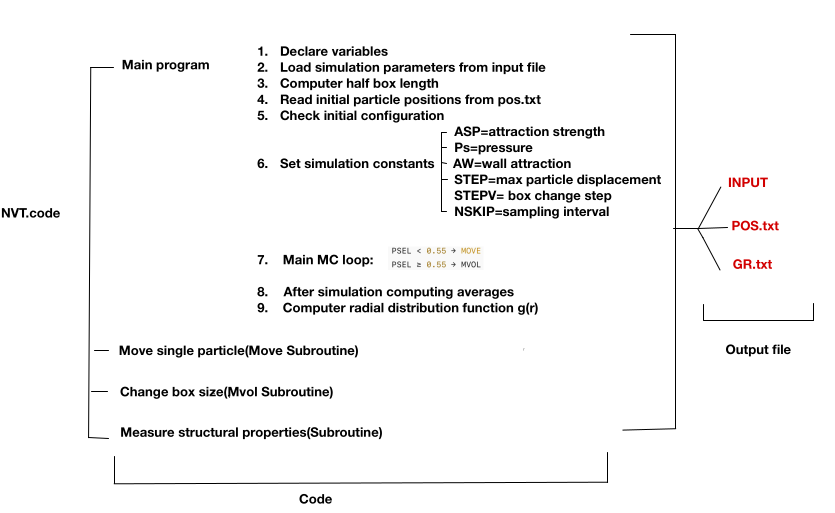 NVT.code
Main program
1. Declare variables
2. Load simulation parameters from input file
3. Computer half box length
4. Read initial particle positions from pos.txt
5. Check initial configuration
6. Set simulation constants
ASP=attraction strength
Ps=pressure
AW=wall attraction
STEP=max particle displacement
STEPV= box change step
NSKIP=sampling interval
7. Main MC loop:
PSEL < 0.55 → MOVE
PSEL ≥ 0.55 → MVOL
8. After simulation computing averages
9. Computer radial distribution function g(r)
Move single particle(Move Subroutine)
Change box size(Mvol Subroutine)
Measure structural properties(Subroutine)
Code
INPUT
POS.txt
GR.txt
Output file